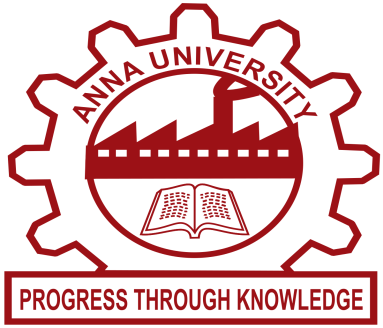 ANNA UNIVERSITY
PROGRESS THROUGH KNOWLEDGE